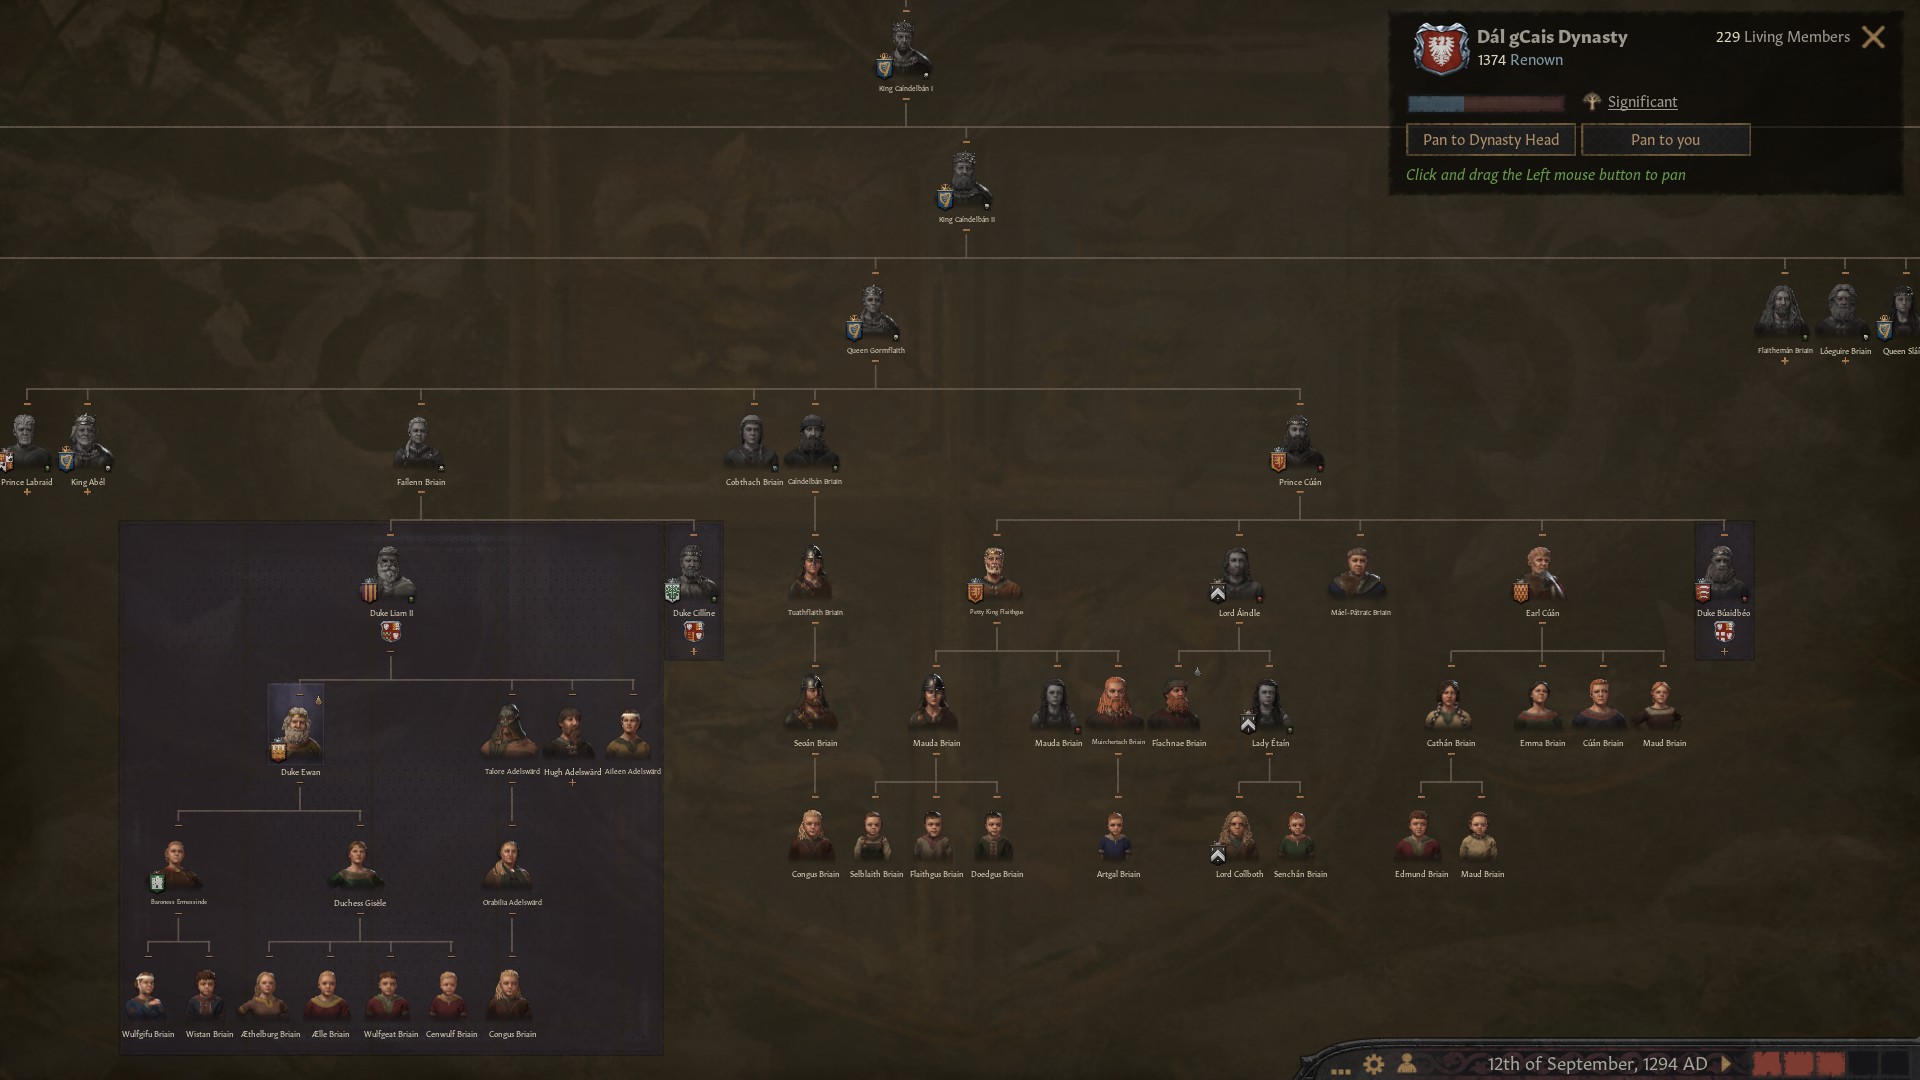 Dál gCais Dynasty
229 Living Members
1374 Renown
Significant
Pan to Dynasty Head
Pan to you
Click and drag the Left mouse button to pan
King Caíndelbán I
King Caíndelbán II
Queen Gormflaith
Flaithemán Briain
Lóeguire Briain
Queen Slái
Prince Labraid
King Abél
Faílenn Briain
Cobthach Briain
Caíndelbán Briain
Prince Cúán
Duke Liam II
Duke Cillíne
Tuathflaith Briain
Petty King Flaithgus
Lord Áindle
Máel-Pátraic Briain
Earl Cúán
Duke Búaidbéo
Duke Ewan
Talore Adelswärd
Hugh Adelswärd
Aileen Adelswärd
Seoán Briain
Mauda Briain
Mauda Briain
Muirchertach Briain
Fíachnae Briain
Lady Étaín
Cathán Briain
Emma Briain
Cúán Briain
Maud Briain
Baroness Ermessinde
Duchess Gisèle
Orabilia Adelswärd
Congus Briain
Selblaith Briain
Flaithgus Briain
Doedgus Briain
Artgal Briain
Lord Collboth
Senchán Briain
Edmund Briain
Maud Briain
Wulfgifu Briain
Wistan Briain
Æthelburg Briain
Ælle Briain
Wulfgeat Briain
Cenwulf Briain
Congus Briain
12th of September, 1294 AD